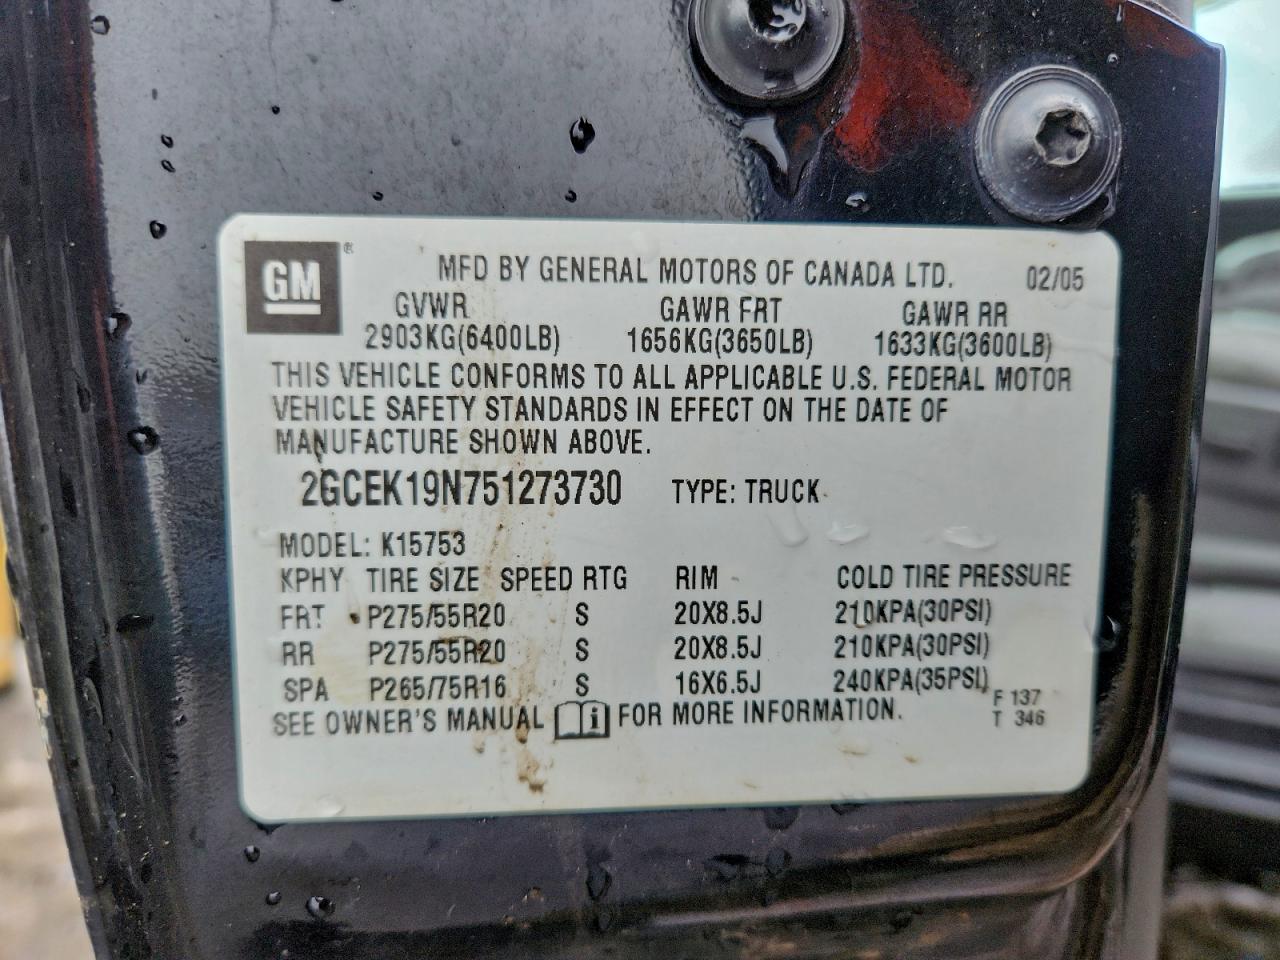 GM ® MFD BY GENERAL MOTORS OF CANADA LTD. 02/05
GVWR GAWR FRT GAWR RR
2903KG(6400LB) 1656KG(3650LB) 1633KG(3600LB)
THIS VEHICLE CONFORMS TO ALL APPLICABLE U.S. FEDERAL MOTOR
VEHICLE SAFETY STANDARDS IN EFFECT ON THE DATE OF
MANUFACTURE SHOWN ABOVE.
2GCEK19N751273730 TYPE: TRUCK
MODEL: K15753
KPHY TIRE SIZE SPEED RTG RIM COLD TIRE PRESSURE
FRT P275/55R20 S 20X8.5J 210KPA(30PSI)
RR P275/55R20 S 20X8.5J 210KPA(30PSI)
SPA P265/75R16 S 16X6.5J 240KPA(35PSI)
SEE OWNER'S MANUAL i FOR MORE INFORMATION.
F 137
T 346